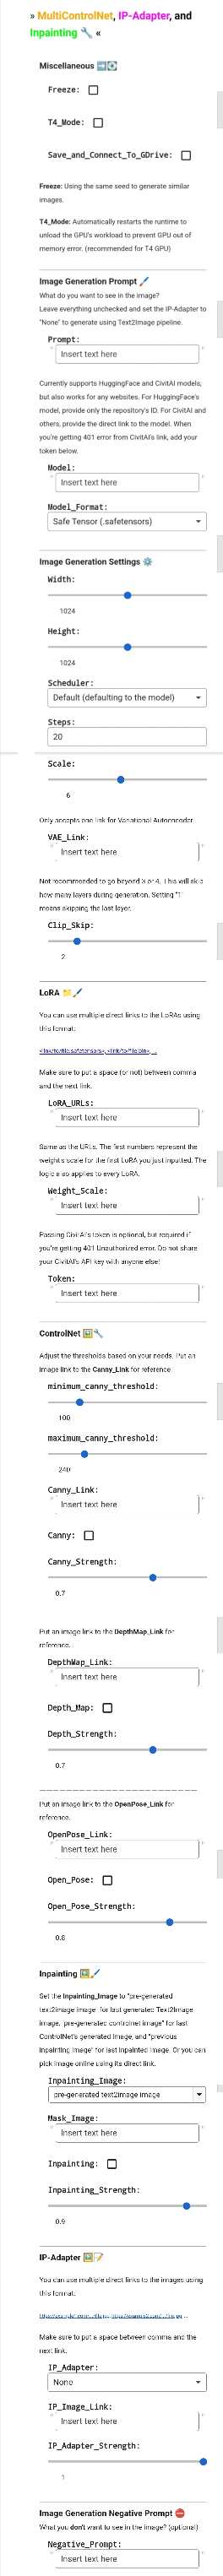 » MultiControlNet, IP-Adapter, and
Inpainting 🔧 «
Miscellaneous ➡️💽
Freeze:
T4_Mode:
Save_and_Connect_To_GDrive:
Freeze: Using the same seed to generate similar
images.
T4_Mode: Automatically restarts the runtime to
unload the GPU's workload to prevent GPU out of
memory error. (recommended for T4 GPU)
Image Generation Prompt 🖌️
What do you want to see in the image?
Leave everything unchecked and set the IP-Adapter to
"None" to generate using Text2Image pipeline.
Prompt:
" Insert text here "
Currently supports HuggingFace and CivitAI models,
but also works for any websites. For HuggingFace's
model, provide only the repository's ID. For CivitAI and
others, provide the direct link to the model. When
you're getting 401 error from CivitAI's link, add your
token below.
Model:
" Insert text here "
Model_Format:
Safe Tensor (.safetensors)
Image Generation Settings ⚙️
Width:
1024
Height:
1024
Scheduler:
Default (defaulting to the model)
Steps:
20
Scale:
6
Only accepts one link for Variational Autoencoder
VAE_Link:
" Insert text here "
Not recommended to go beyond 3. This will skip
how many layers during generation. Setting "1"
means skipping the last layer.
Clip_Skip:
2
LoRA 📁🖌️
You can use multiple direct links to the LoRAs using
this format:
Make sure to put a space (or not) between comma
and the next link.
LoRA_URLs:
" Insert text here "
Same as the URLs. The first numbers represent the
weight's scale for the first LoRA you just inputted. The
logic also applies to every LoRA.
Weight_Scale:
" Insert text here "
Passing CivitAI's token is optional, but required if
you're getting 401 Unauthorized error. Do not share
your CivitAI's API key with anyone else!
Token:
" Insert text here "
ControlNet 🖼️🔧
Adjust the thresholds based on your needs. Put an
image link to the Canny_Link for reference.
minimum_canny_threshold:
100
maximum_canny_threshold:
240
Canny_Link:
" Insert text here "
Canny:
Canny_Strength:
0.7
Put an image link to the DepthMap_Link for
reference.
DepthMap_Link:
" Insert text here "
Depth_Map:
Depth_Strength:
0.7
Put an image link to the OpenPose_Link for
reference.
OpenPose_Link:
" Insert text here "
Open_Pose:
Open_Pose_Strength:
0.8
Inpainting 🖼️🖌️
Set the Inpainting_Image to "pre-generated
text2image image" for last generated Text2Image
image, "pre-generated controlnet image" for last
ControlNet's generated image, and "previous
inpainting image" for last inpainted image. Or you can
pick image online using its direct link.
Inpainting_Image:
pre-generated text2image image
Mask_Image:
" Insert text here "
Inpainting:
Inpainting_Strength:
0.9
IP-Adapter 🖼️📝
You can use multiple direct links to the images using
this format:
Make sure to put a space between comma and the
next link.
IP_Adapter:
None
IP_Image_Link:
" Insert text here "
IP_Adapter_Strength:
1
Image Generation Negative Prompt ⛔
What you don't want to see in the image? (optional)
Negative_Prompt:
" Insert text here "